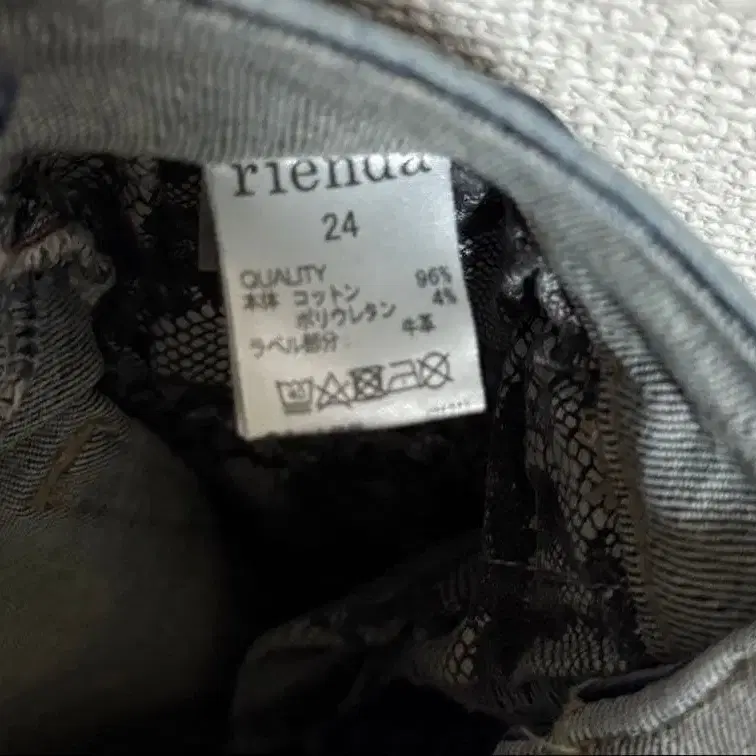 rienda
24
QUALITY
本体 コットン 96%
ポリウレタン 4%
ラベル部分 牛革